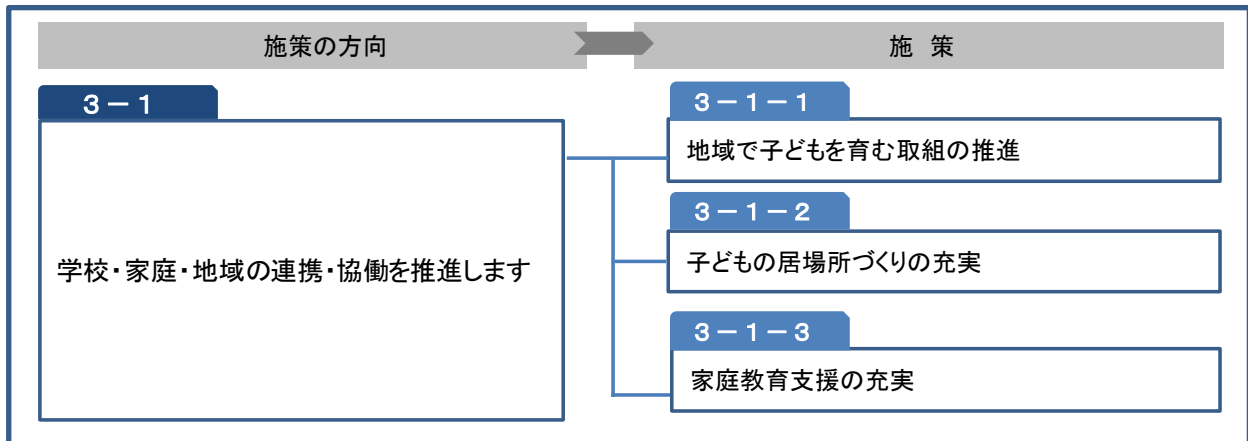 施策の方向
施 策
3-1
学校・家庭・地域の連携・協働を推進します
3-1-1
地域で子どもを育む取組の推進
3-1-2
子どもの居場所づくりの充実
3-1-3
家庭教育支援の充実